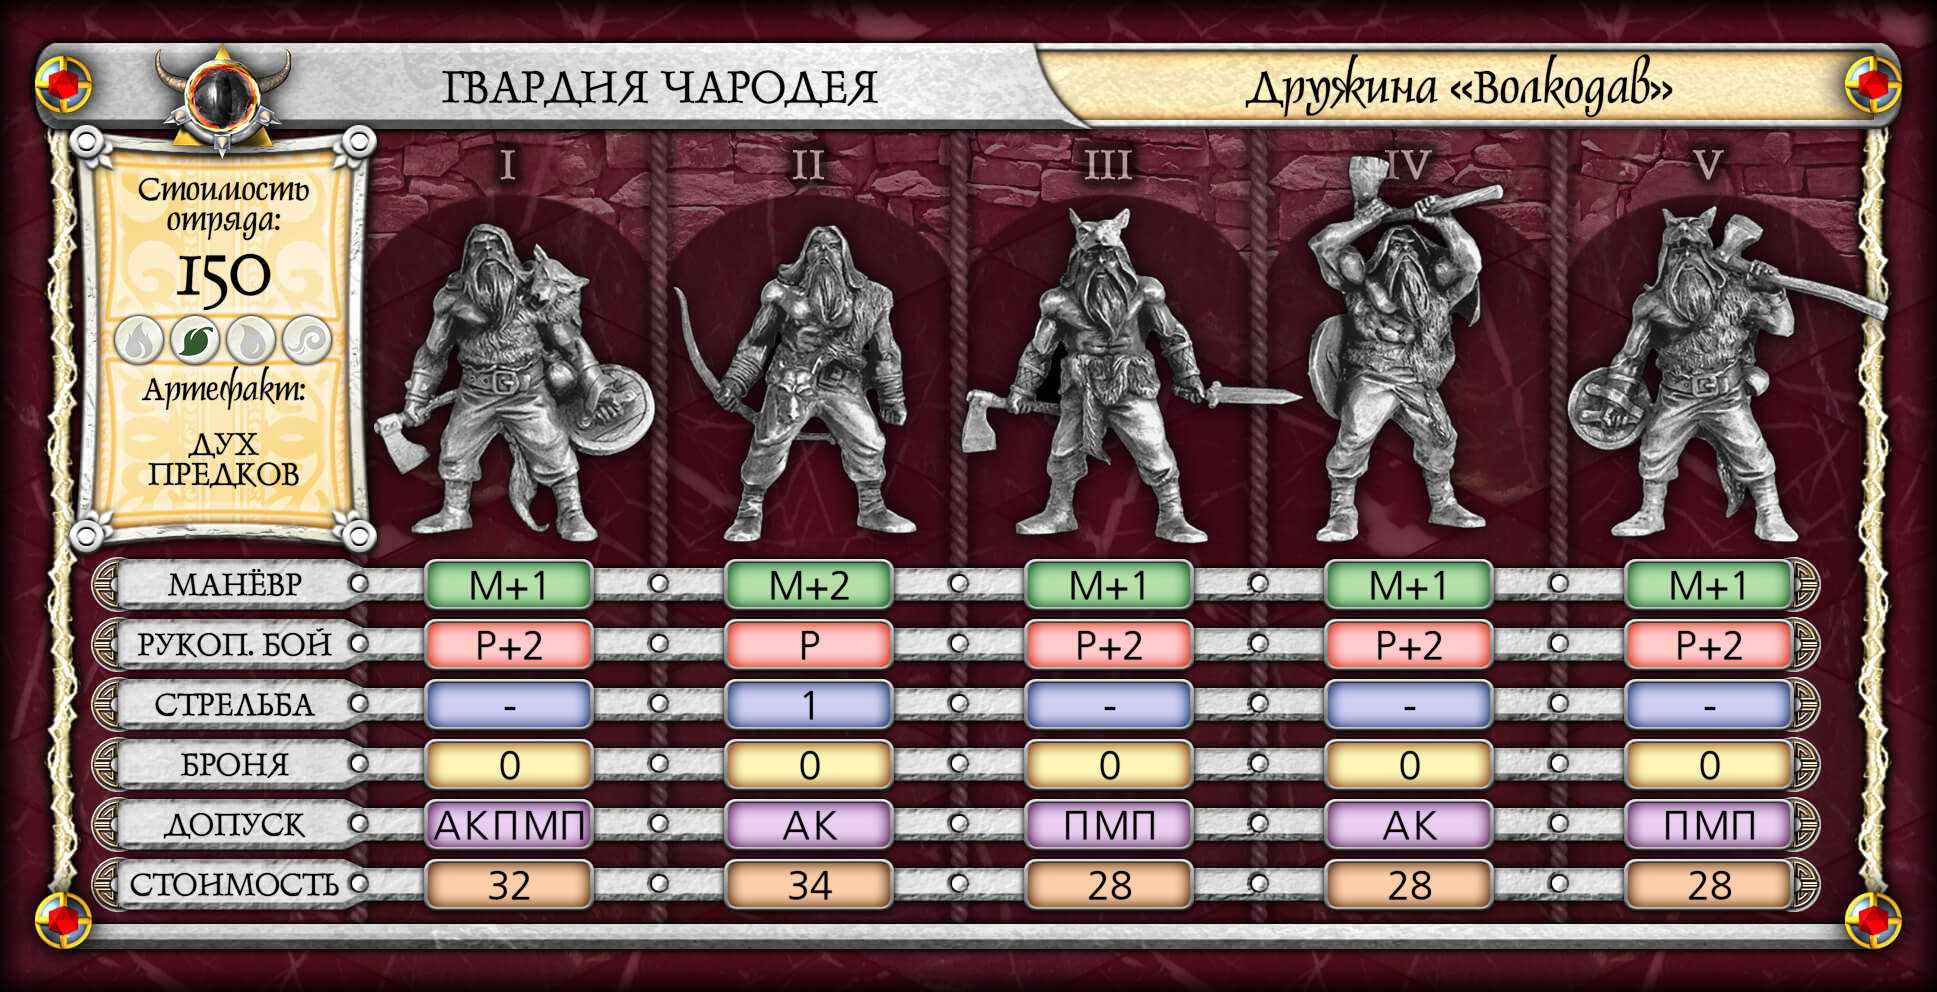 ГВАРДИЯ ЧАРОДЕЯ
Дружина «Волкодав»
Стоимость
отряда:
150
Артефакт:
ДУХ
ПРЕДКОВ
I II III IV V
МАНЁВР М+1 М+2 М+1 М+1 М+1
РУКОП. БОЙ Р+2 Р Р+2 Р+2 Р+2
СТРЕЛЬБА - 1 - - -
БРОНЯ 0 0 0 0 0
ДОПУСК АКПМП АК ПМП АК ПМП
СТОИМОСТЬ 32 34 28 28 28